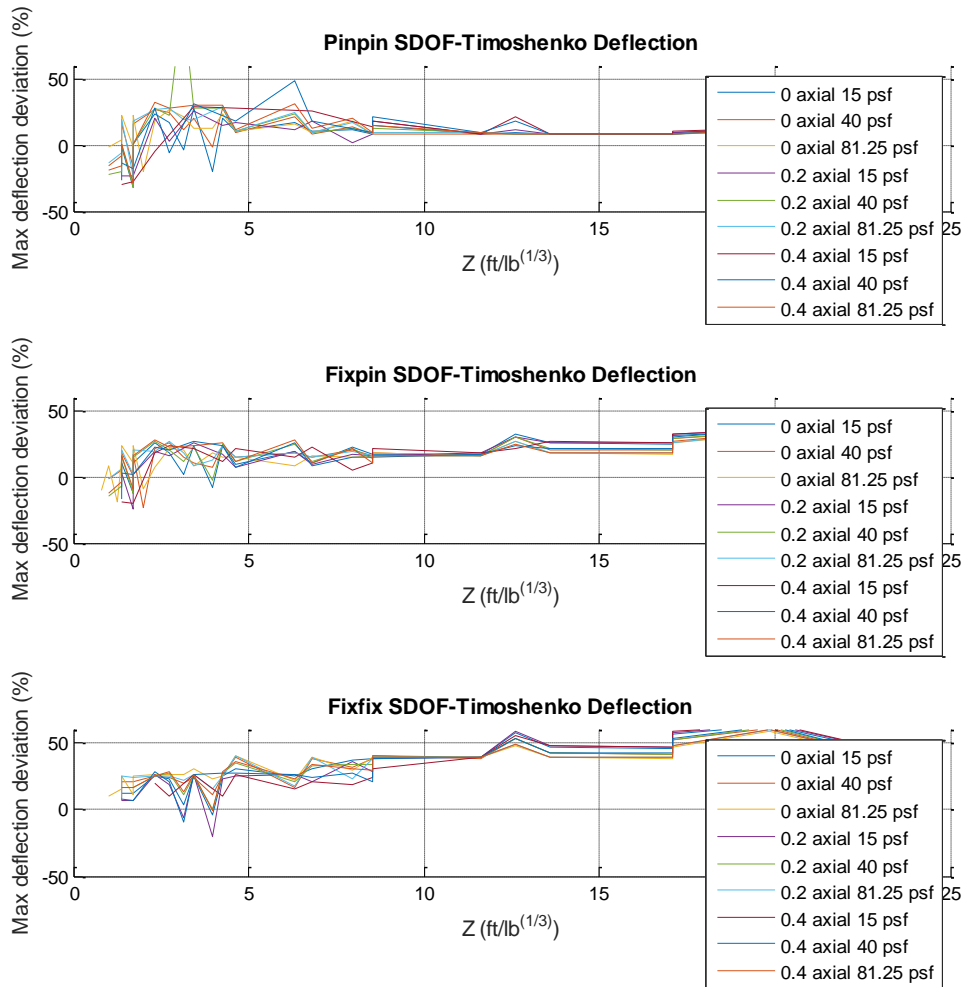 Pinpin SDOF-Timoshenko Deflection
Max deflection deviation (%)
50
0
-50
0
5
10
15
25
Z (ft/lb^(1/3))
0 axial 15 psf
0 axial 40 psf
0 axial 81.25 psf
0.2 axial 15 psf
0.2 axial 40 psf
0.2 axial 81.25 psf
0.4 axial 15 psf
0.4 axial 40 psf
0.4 axial 81.25 psf
Fixpin SDOF-Timoshenko Deflection
Max deflection deviation (%)
50
0
-50
0
5
10
15
25
Z (ft/lb^(1/3))
0 axial 15 psf
0 axial 40 psf
0 axial 81.25 psf
0.2 axial 15 psf
0.2 axial 40 psf
0.2 axial 81.25 psf
0.4 axial 15 psf
0.4 axial 40 psf
0.4 axial 81.25 psf
Fixfix SDOF-Timoshenko Deflection
Max deflection deviation (%)
50
0
-50
0
5
10
15
25
Z (ft/lb^(1/3))
0 axial 15 psf
0 axial 40 psf
0 axial 81.25 psf
0.2 axial 15 psf
0.2 axial 40 psf
0.2 axial 81.25 psf
0.4 axial 15 psf
0.4 axial 40 psf
0.4 axial 81.25 psf